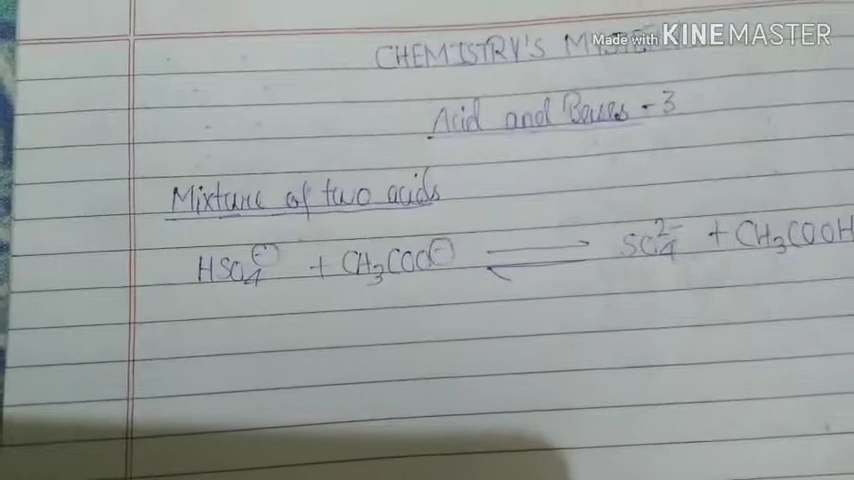 Made with KINEMASTER
CHEMISTRY'S
Acid and Bases - 3
Mixture of two acids
HSO₄⊖ + CH₃COO⊖ ⇌ SO₄²⁻ + CH₃COOH